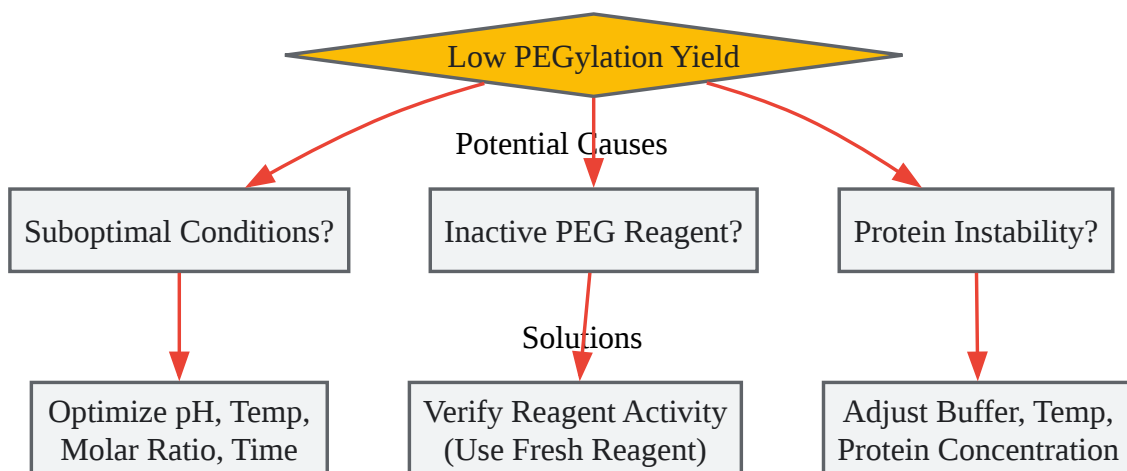 Low PEGylation Yield
Potential Causes
Suboptimal Conditions?
Inactive PEG Reagent?
Protein Instability?
Solutions
Optimize pH, Temp,
Molar Ratio, Time
Verify Reagent Activity
(Use Fresh Reagent)
Adjust Buffer, Temp,
Protein Concentration